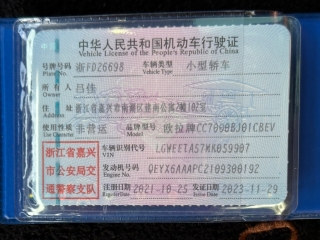 中华人民共和国机动车行驶证
Vehicle License of the People's Republic of China
号牌号码 浙FD26698 车辆类型 小型轿车
Plate No. Vehicle Type
所有人 吕佳
Owner
住址 浙江省嘉兴市南湖区
Address
使用性质 非营运 品牌型号 欧拉牌CC7000BJ01CBEV
Use Character Model
浙江省嘉兴市公安局交通警察支队
车辆识别代号 LGWEETA57MK059907
VIN
发动机号码 QEYX6AAAPC2109300192
Engine No.
注册日期 2021-10-25 发证日期 2023-11-29
Register Date Issue Date